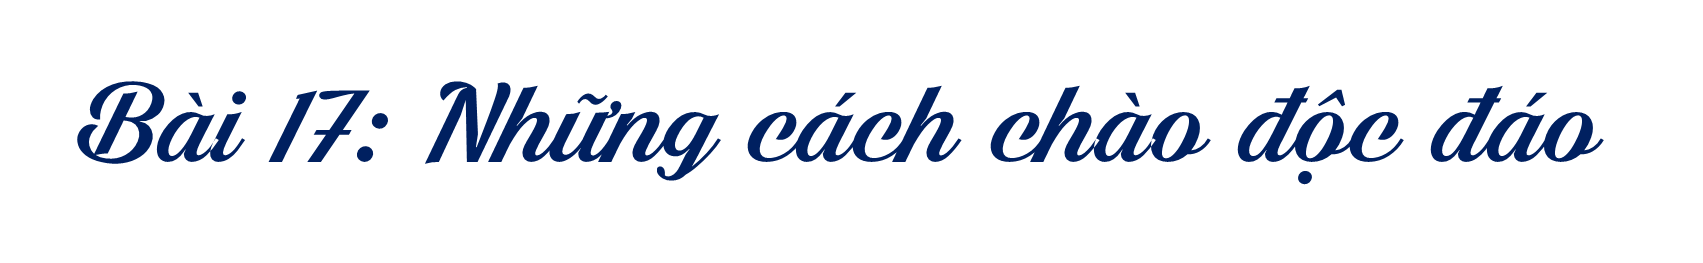 Bài 17: Những cách chào độc đáo